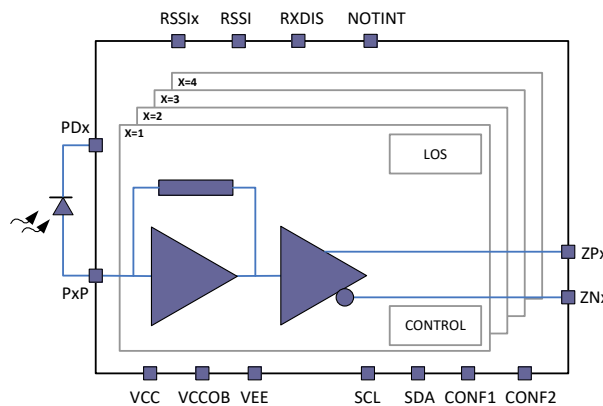 RSSIx RSSI RXDIS NOTINT
X=4
X=3
X=2
X=1
PDx
LOS
PxP
ZPx
ZNx
CONTROL
VCC VCCOB VEE SCL SDA CONF1 CONF2